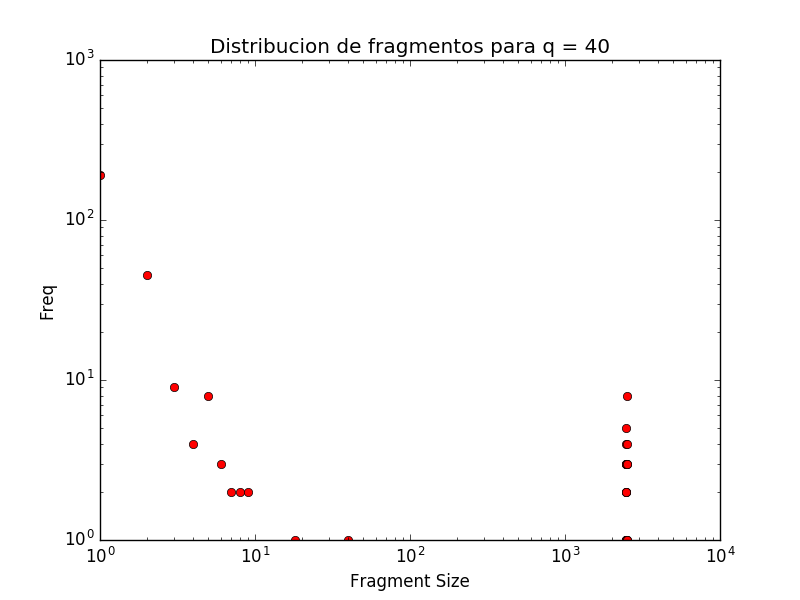 Distribucion de fragmentos para q = 40
Freq
10^3
10^2
10^1
10^0
10^0 10^1 10^2 10^3 10^4
Fragment Size